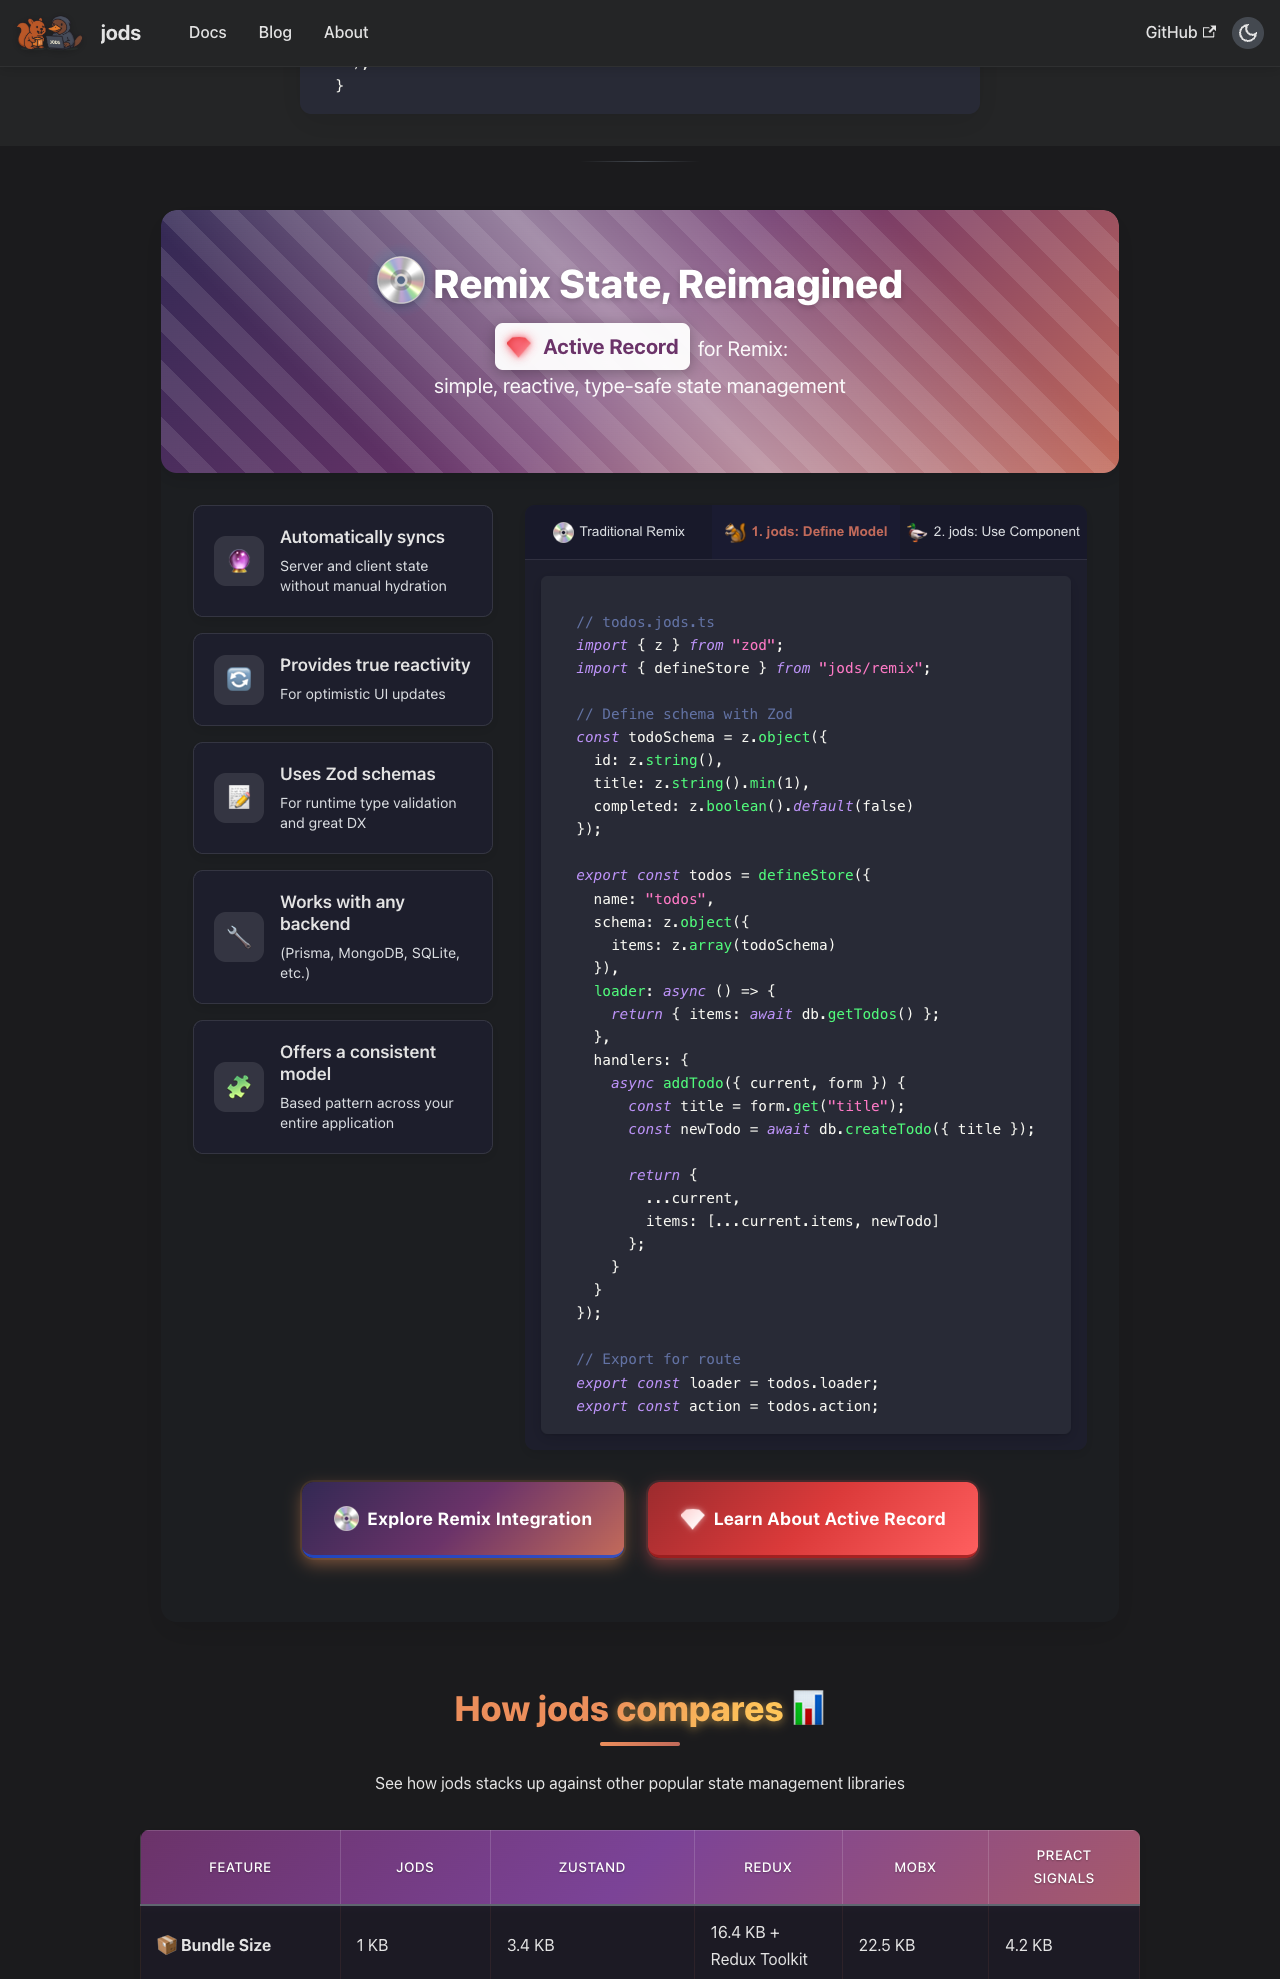 jods
Docs
Blog
About
GitHub
}
Remix State, Reimagined
Active Record for Remix:
simple, reactive, type-safe state management
Automatically syncs
Server and client state
without manual hydration
Provides true reactivity
For optimistic UI updates
Uses Zod schemas
For runtime type validation
and great DX
Works with any
backend
(Prisma, MongoDB, SQLite,
etc.)
Offers a consistent
model
Based pattern across your
entire application
Traditional Remix
1. jods: Define Model
2. jods: Use Component
// todos.jods.ts
import { z } from "zod";
import { defineStore } from "jods/remix";
// Define schema with Zod
const todoSchema = z.object({
  id: z.string(),
  title: z.string().min(1),
  completed: z.boolean().default(false)
});
export const todos = defineStore({
  name: "todos",
  schema: z.object({
    items: z.array(todoSchema)
  }),
  loader: async () => {
    return { items: await db.getTodos() };
  },
  handlers: {
    async addTodo({ current, form }) {
      const title = form.get("title");
      const newTodo = await db.createTodo({ title });
      return {
        ...current,
        items: [...current.items, newTodo]
      };
    }
  }
});
// Export for route
export const loader = todos.loader;
export const action = todos.action;
Explore Remix Integration
Learn About Active Record
How jods compares
See how jods stacks up against other popular state management libraries
FEATURE
JODS
ZUSTAND
REDUX
MOBX
PREACT
SIGNALS
Bundle Size
1 KB
3.4 KB
16.4 KB +
Redux Toolkit
22.5 KB
4.2 KB